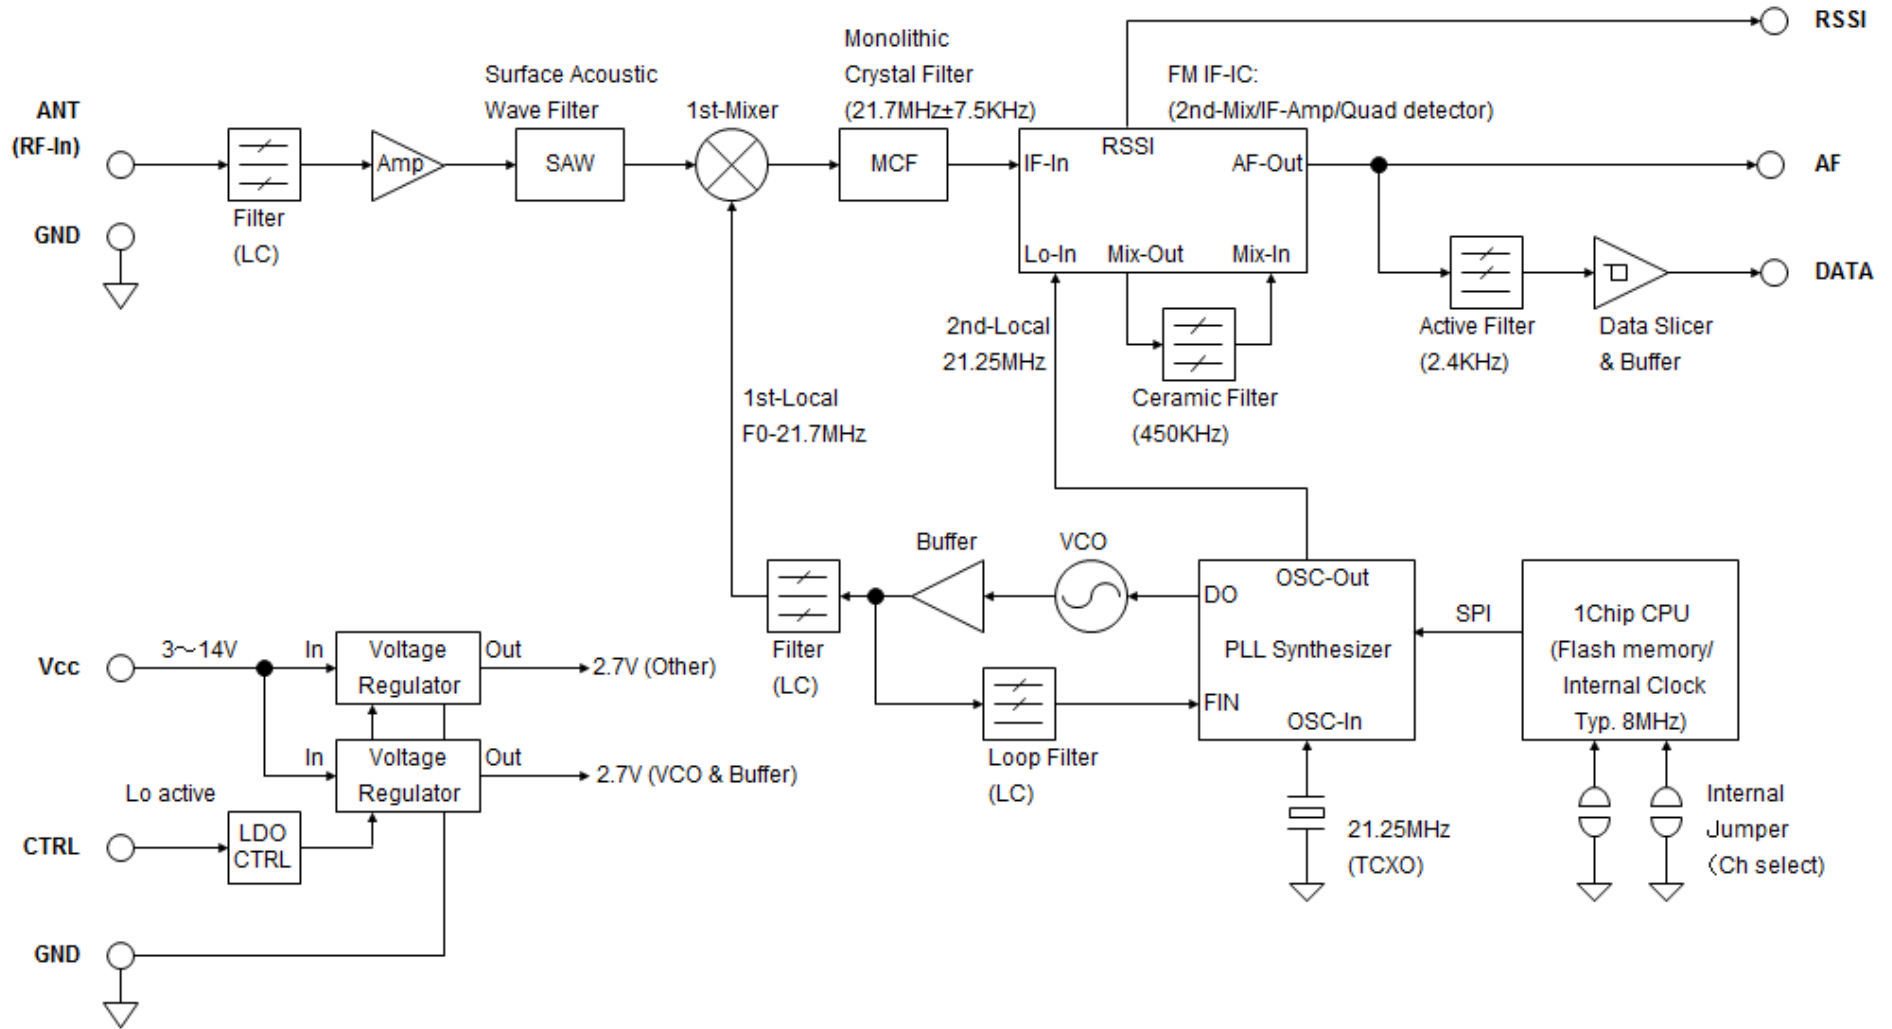 RSSI
Monolithic
Crystal Filter
(21.7MHz±7.5KHz)
Surface Acoustic
Wave Filter
1st-Mixer
FM IF-IC:
(2nd-Mix/IF-Amp/Quad detector)
ANT
(RF-In)
Amp
SAW
MCF
RSSI
IF-In
AF-Out
AF
Filter
(LC)
GND
Lo-In
Mix-Out
Mix-In
DATA
2nd-Local
21.25MHz
Active Filter
(2.4KHz)
Data Slicer
& Buffer
Ceramic Filter
(450KHz)
1st-Local
F0-21.7MHz
Buffer
VCO
OSC-Out
DO
PLL Synthesizer
FIN
OSC-In
SPI
1Chip CPU
(Flash memory/
Internal Clock
Typ. 8MHz)
Filter
(LC)
Loop Filter
(LC)
Vcc
3～14V
In
Voltage
Regulator
Out
2.7V (Other)
In
Voltage
Regulator
Out
2.7V (VCO & Buffer)
Lo active
CTRL
LDO
CTRL
21.25MHz
(TCXO)
Internal
Jumper
（Ch select)
GND